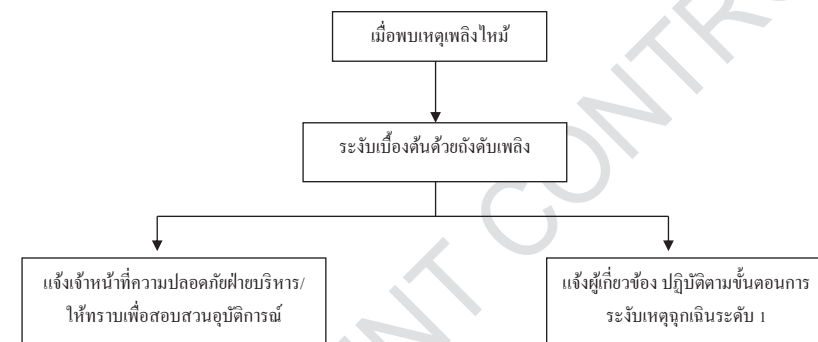 เมื่อพบเหตุเพลิงไหม้
ระงับเบื้องต้นด้วยถังดับเพลิง
แจ้งเจ้าหน้าที่ความปลอดภัยฝ่ายบริหาร/
ให้ทราบเพื่อสอบสวนอุบัติการณ์
แจ้งผู้เกี่ยวข้อง ปฏิบัติตามขั้นตอนการ
ระงับเหตุฉุกเฉินระดับ 1